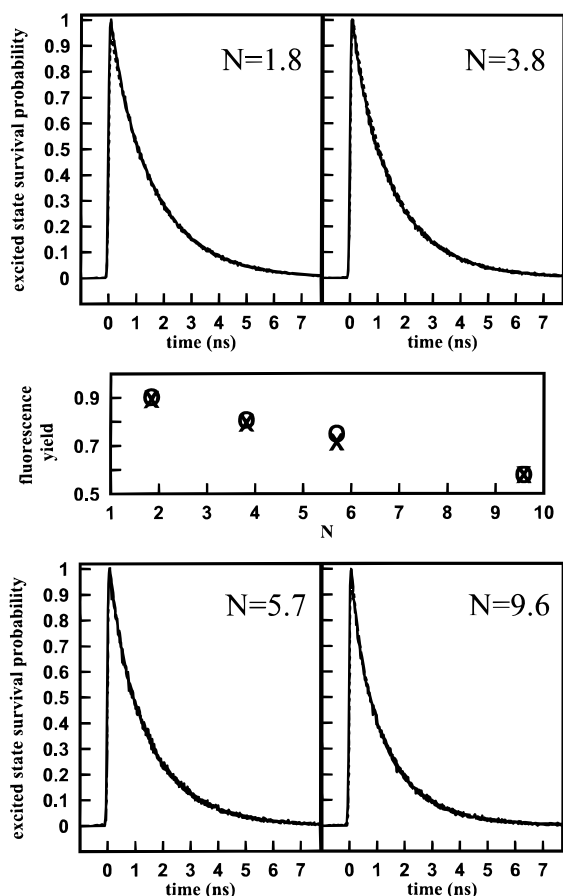 excited state survival probability
1
0.9
0.8
0.7
0.6
0.5
0.4
0.3
0.2
0.1
0
N=1.8
N=3.8
0 1 2 3 4 5 6 7
0 1 2 3 4 5 6 7
time (ns)
time (ns)
fluorescence
yield
0.9
0.7
0.5
1 2 3 4 5 6 7 8 9 10
N
excited state survival probability
1
0.9
0.8
0.7
0.6
0.5
0.4
0.3
0.2
0.1
0
N=5.7
N=9.6
0 1 2 3 4 5 6 7
0 1 2 3 4 5 6 7
time (ns)
time (ns)